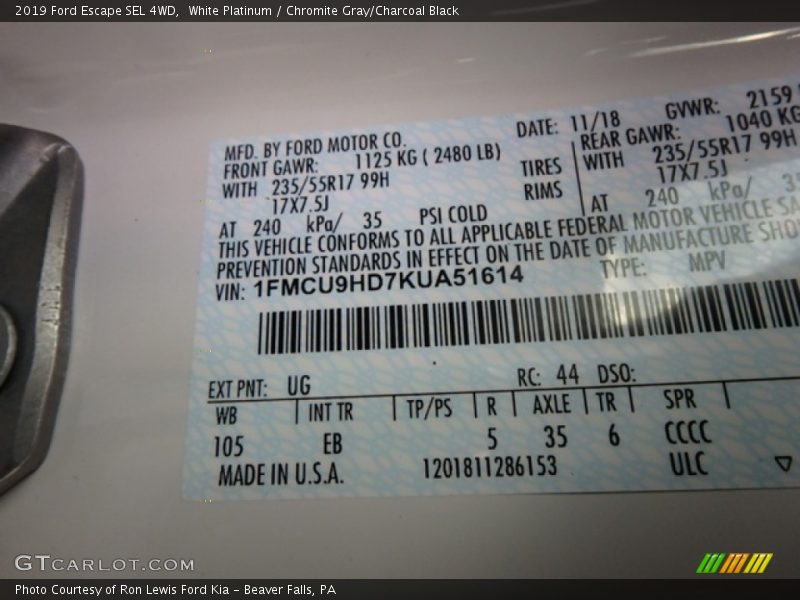 2019 Ford Escape SEL 4WD,  White Platinum / Chromite Gray/Charcoal Black
MFD. BY FORD MOTOR CO. DATE: 11/18 GVWR: 2159
FRONT GAWR: 1125 KG ( 2480 LB) REAR GAWR: 1040 KG
WITH 235/55R17 99H TIRES WITH 235/55R17 99H
17X7.5J RIMS 17X7.5J
AT 240 kPa/ 35 PSI COLD AT 240 kPa/
THIS VEHICLE CONFORMS TO ALL APPLICABLE FEDERAL MOTOR VEHICLE
PREVENTION STANDARDS IN EFFECT ON THE DATE OF MANUFACTURE
VIN: 1FMCU9HD7KUA51614 TYPE: MPV
EXT PNT: UG RC: 44 DSO:
WB INT TR TP/PS R AXLE TR SPR
105 EB 5 35 6 CCCC
MADE IN U.S.A. 1201811286153 ULC
GTCARLOT.COM
Photo Courtesy of Ron Lewis Ford Kia – Beaver Falls, PA